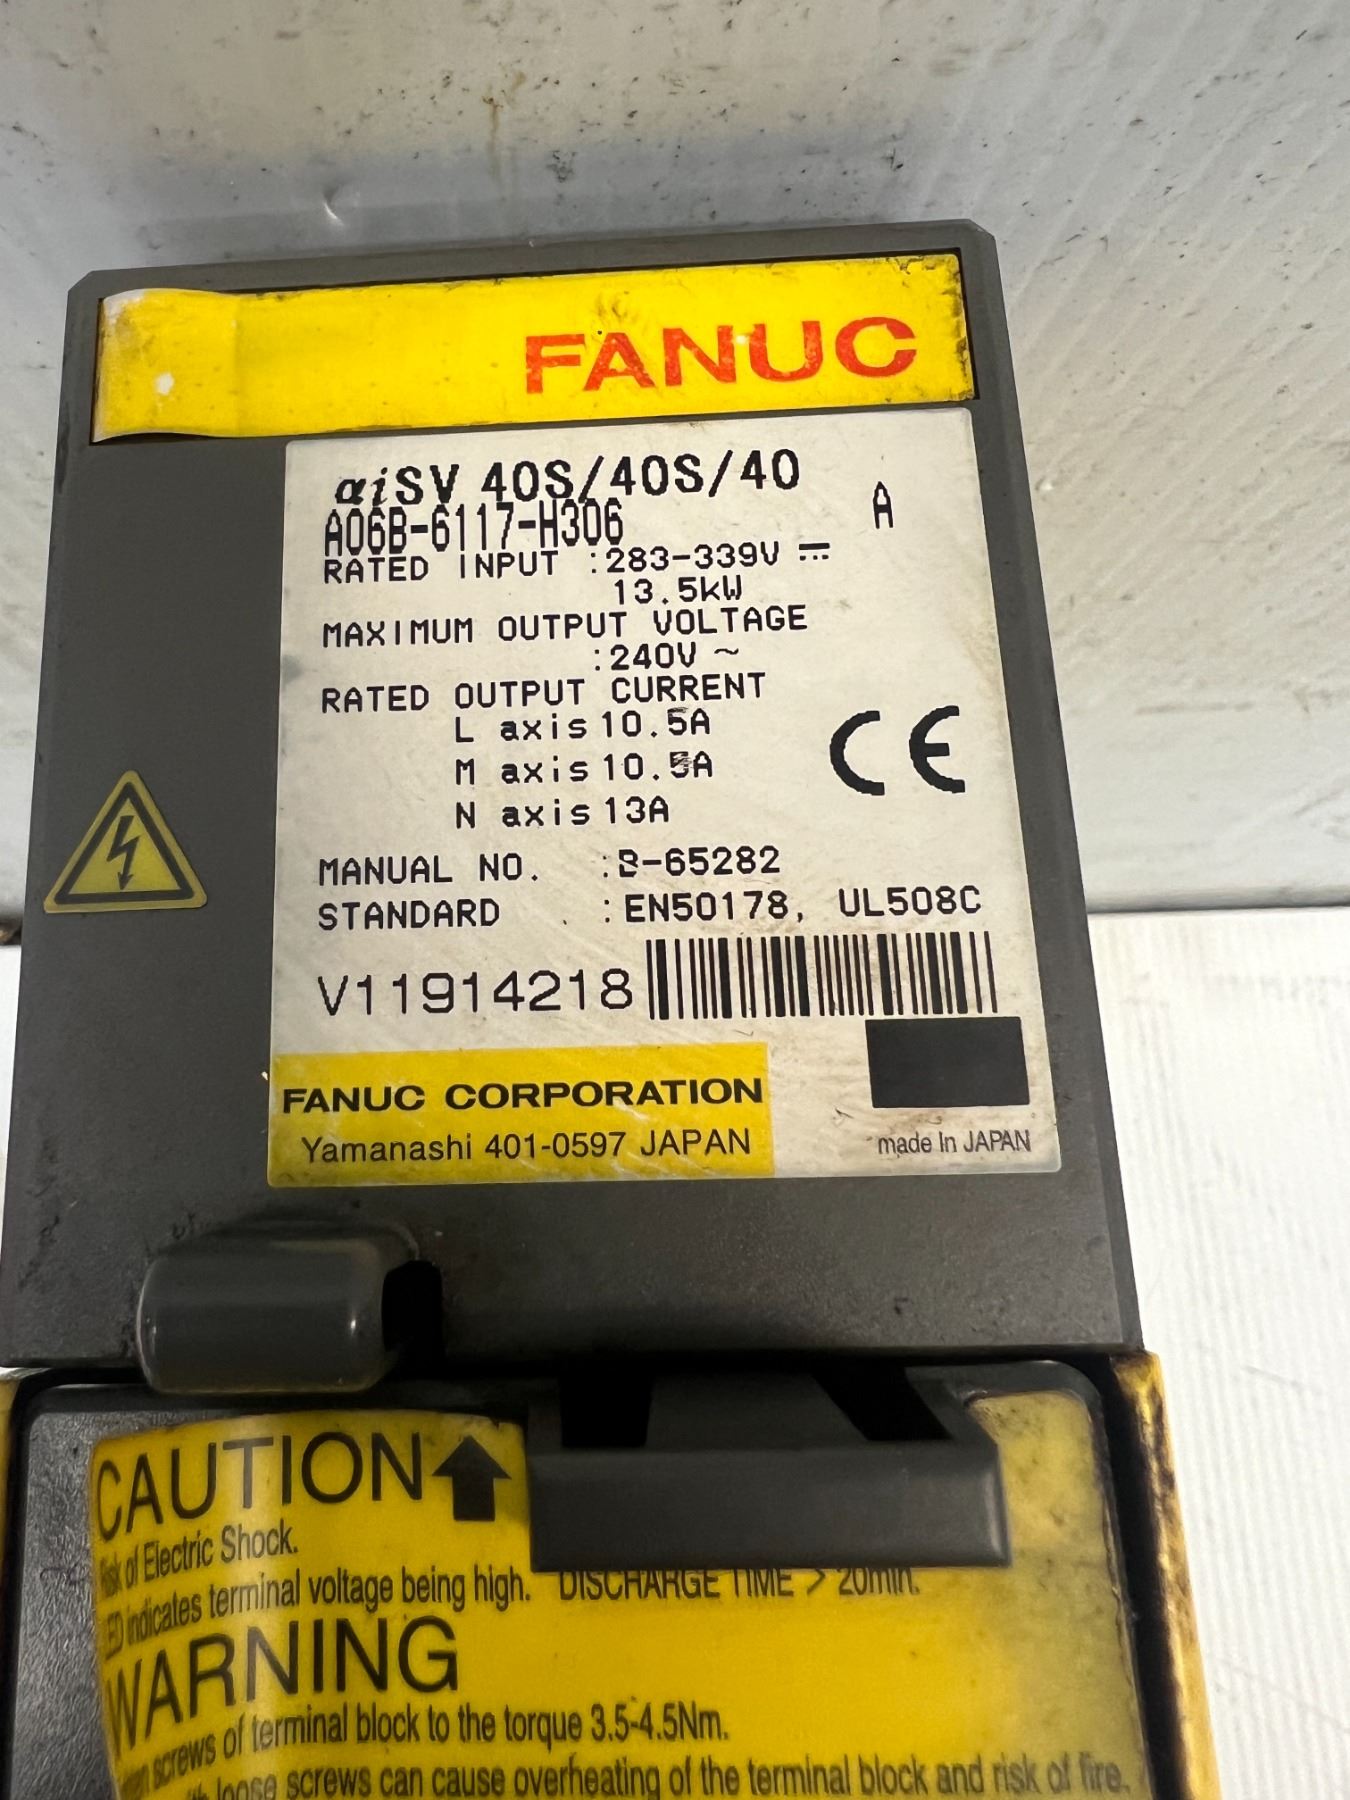 FANUC
αiSV 40S/40S/40
A06B-6117-H306 A
RATED INPUT :283-339V ⎓
13.5kW
MAXIMUM OUTPUT VOLTAGE
:240V ~
RATED OUTPUT CURRENT
L axis 10.5A
M axis 10.5A
N axis 13A
CE
MANUAL NO. :B-65282
STANDARD :EN50178, UL508C
V11914218
FANUC CORPORATION
Yamanashi 401-0597 JAPAN
made In JAPAN
CAUTION
of Electric Shock.
indicates terminal voltage being high. DISCHARGE TIME > 20min.
WARNING
screws of terminal block to the torque 3.5-4.5Nm.
loose screws can cause overheating of the terminal block and risk of fire.